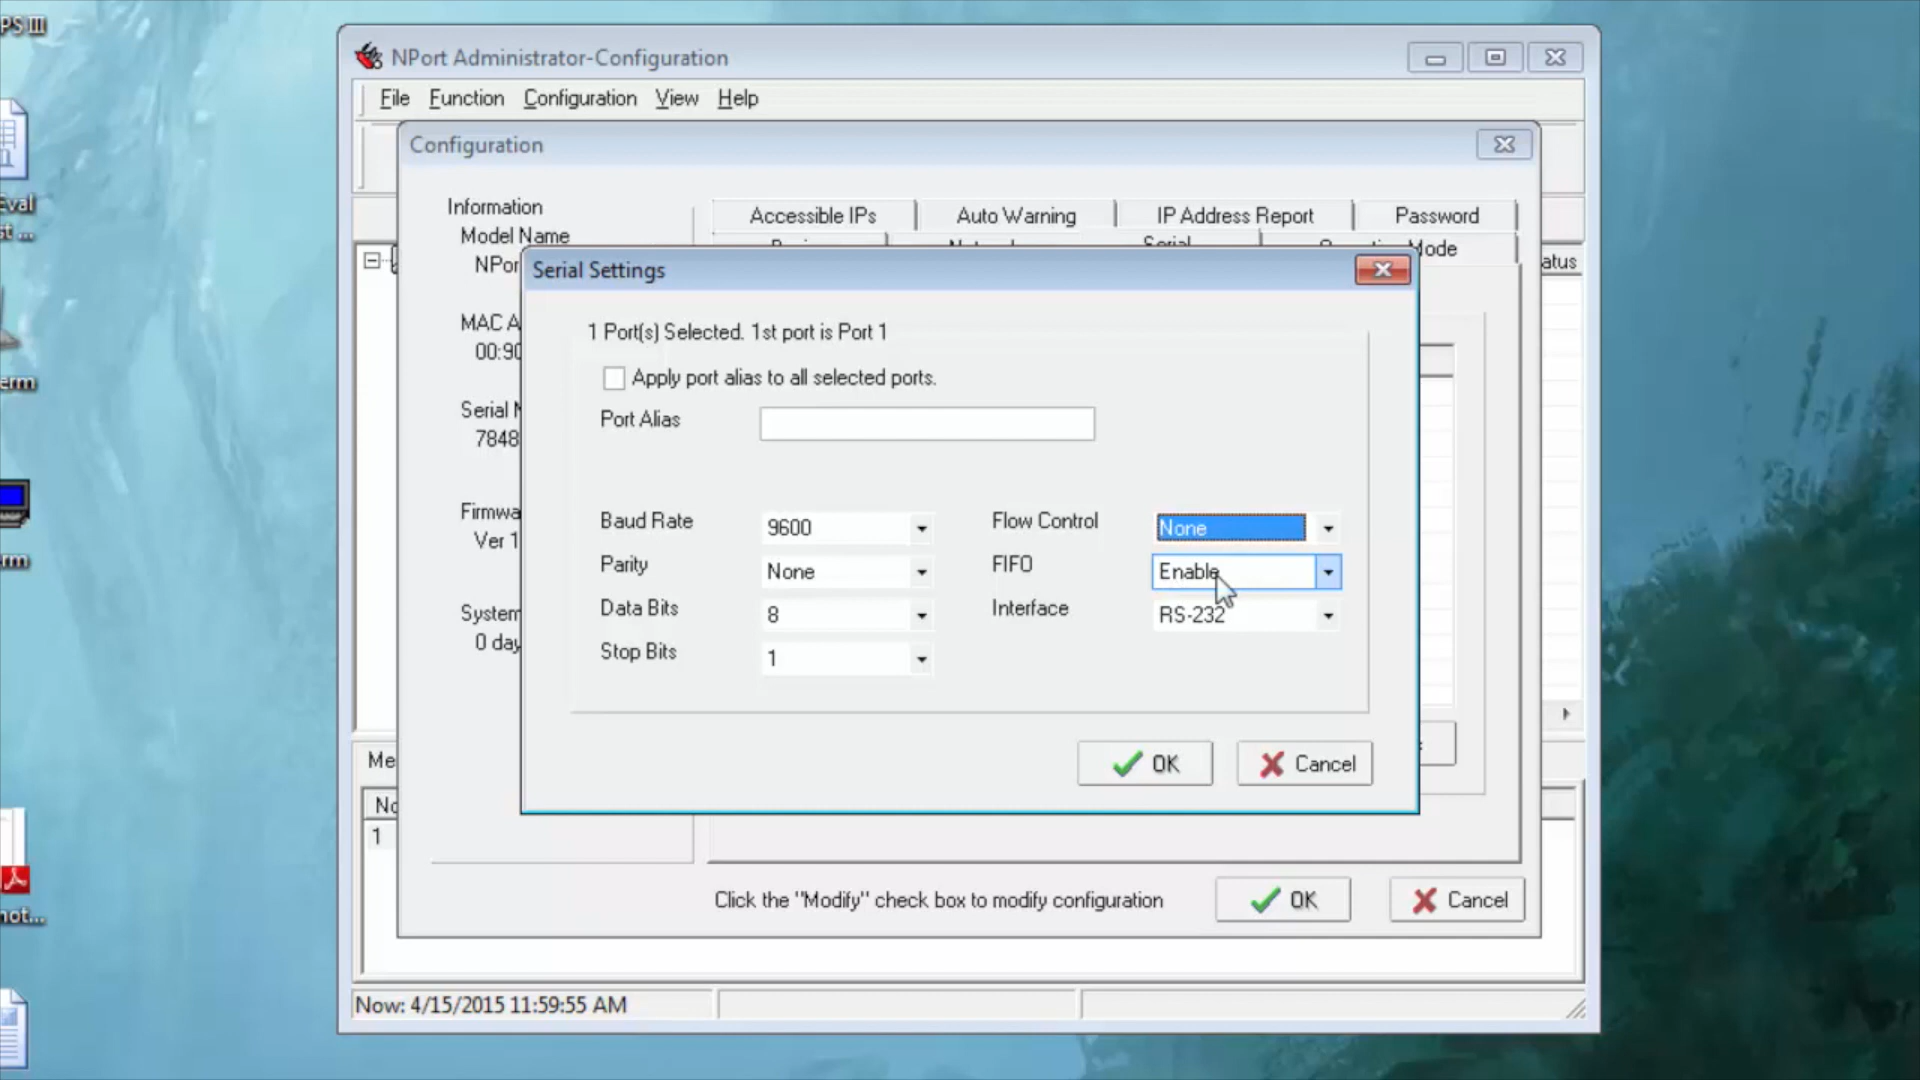 PS III
NPort Administrator-Configuration
File Function Configuration View Help
Configuration
Information
Model Name
Accessible IPs Auto Warning IP Address Report Password
Serial Mode
Serial Settings
1 Port(s) Selected. 1st port is Port 1
Apply port alias to all selected ports.
Port Alias
MAC A
00:90
Serial N
7848
Baud Rate 9600 Flow Control None
Parity None FIFO Enable
Data Bits 8 Interface RS-232
Stop Bits 1
Firmwa
Ver 1
System
0 day
OK Cancel
Me
No
1
Click the "Modify" check box to modify configuration OK Cancel
Now: 4/15/2015 11:59:55 AM